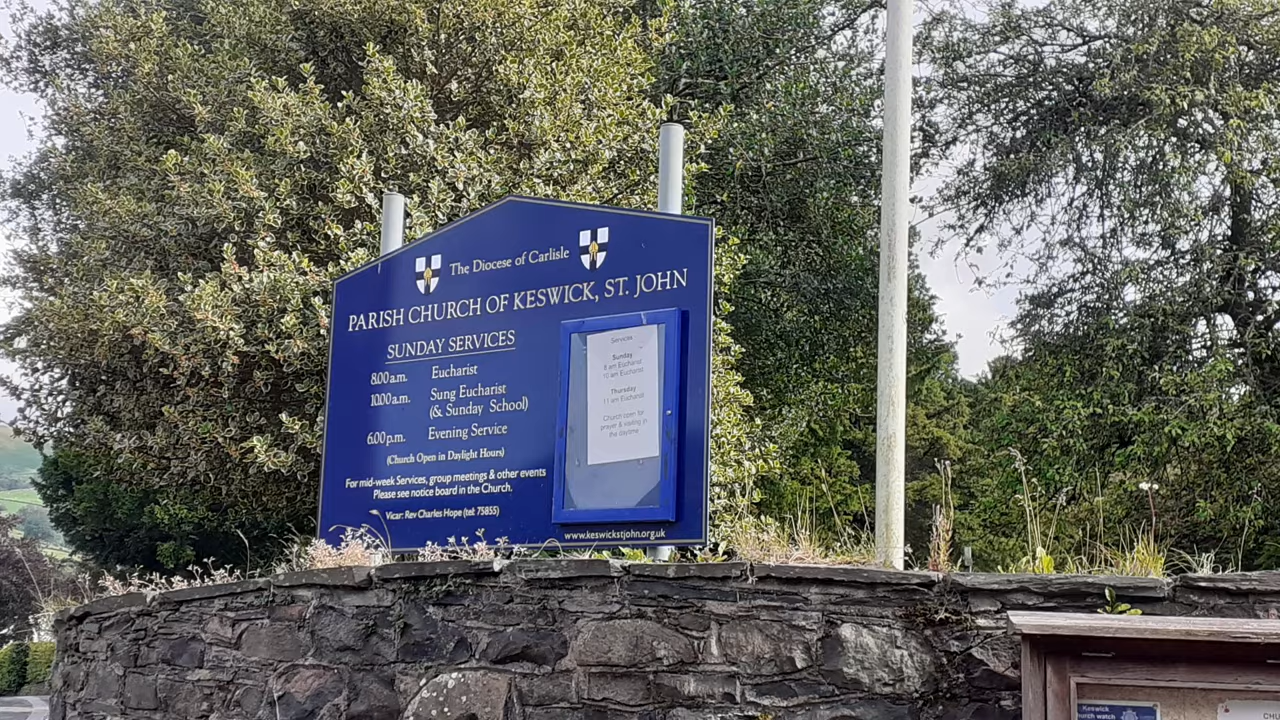 The Diocese of Carlisle
PARISH CHURCH OF KESWICK, ST. JOHN
SUNDAY SERVICES
8.00 a.m. Eucharist
10.00 a.m. Sung Eucharist
(& Sunday School)
6.00 p.m. Evening Service
(Church Open in Daylight Hours)
For mid-week Services, group meetings & other events
Please see notice board in the Church.
Vicar: Rev Charles Hope (tel: 75855)
www.keswickstjohn.org.uk
Services
Sunday
8 am Eucharist
10 am Eucharist
Thursday
11 am Eucharist
Church open for
prayer & visiting in
the daytime
Keswick
church watch